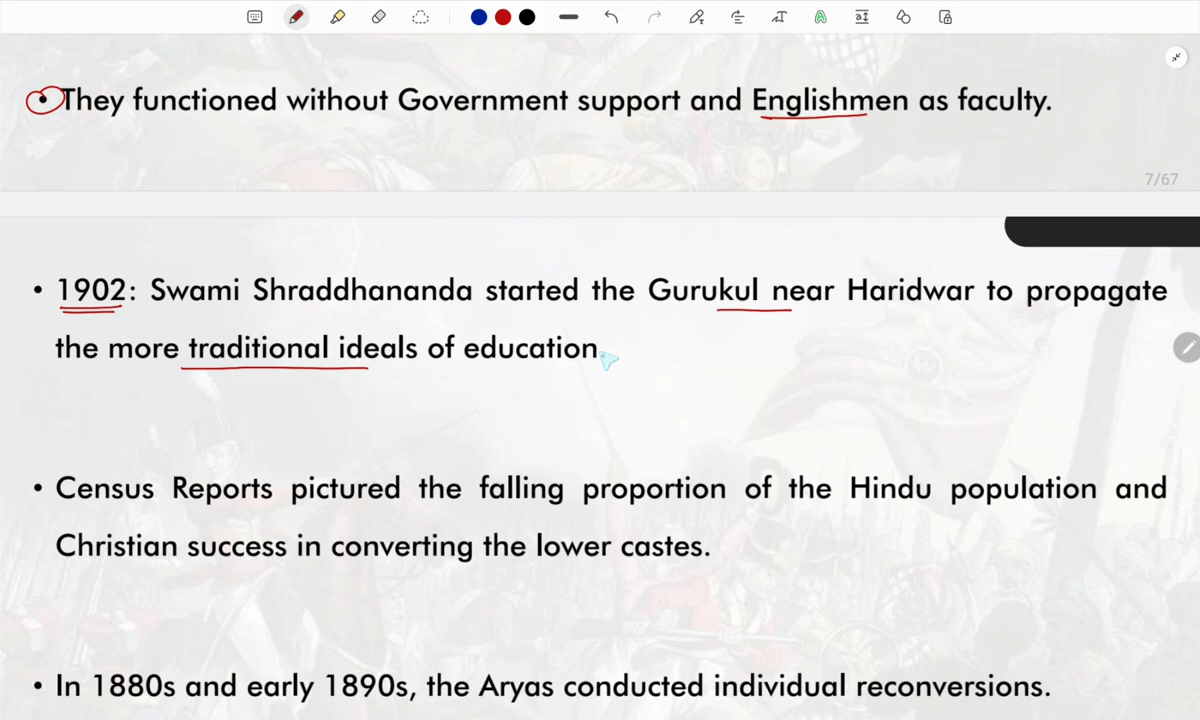 • They functioned without Government support and Englishmen as faculty.
7/67
• 1902: Swami Shraddhananda started the Gurukul near Haridwar to propagate
the more traditional ideals of education
• Census Reports pictured the falling proportion of the Hindu population and
Christian success in converting the lower castes.
• In 1880s and early 1890s, the Aryas conducted individual reconversions.